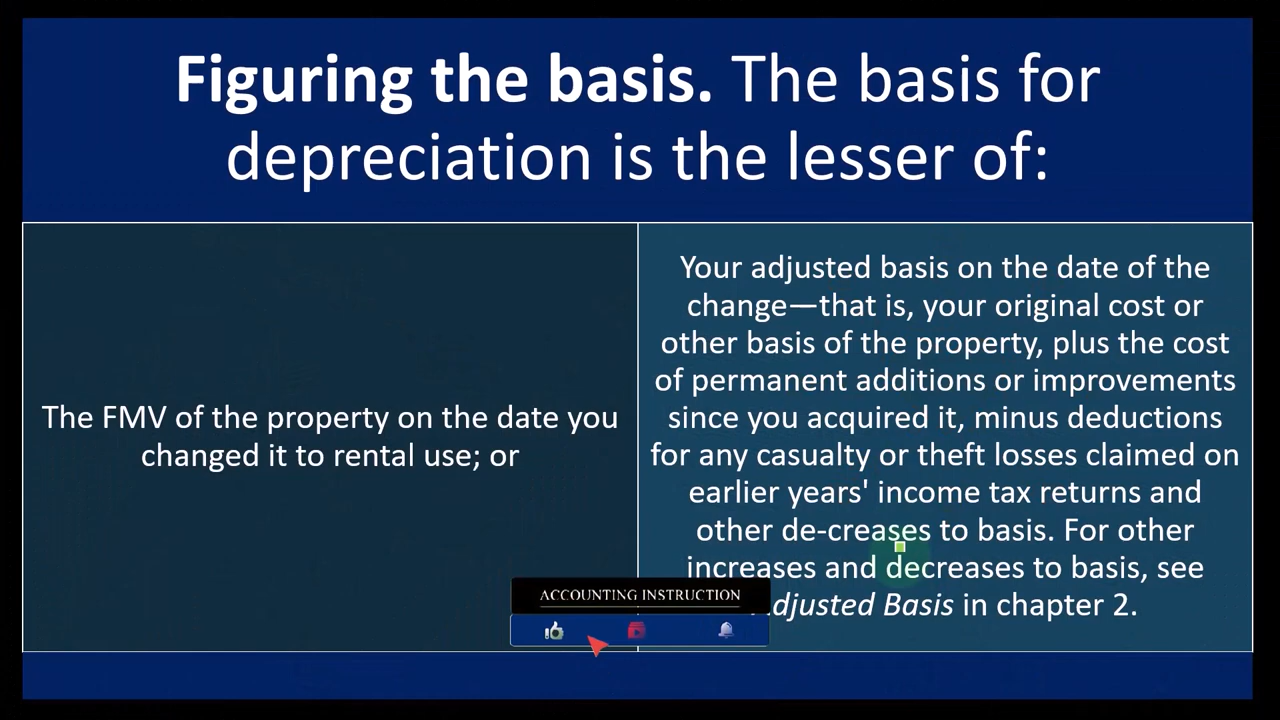 Figuring the basis. The basis for
depreciation is the lesser of:
The FMV of the property on the date you
changed it to rental use; or
Your adjusted basis on the date of the
change—that is, your original cost or
other basis of the property, plus the cost
of permanent additions or improvements
since you acquired it, minus deductions
for any casualty or theft losses claimed on
earlier years' income tax returns and
other de-creases to basis. For other
increases and decreases to basis, see
Adjusted Basis in chapter 2.
ACCOUNTING INSTRUCTION